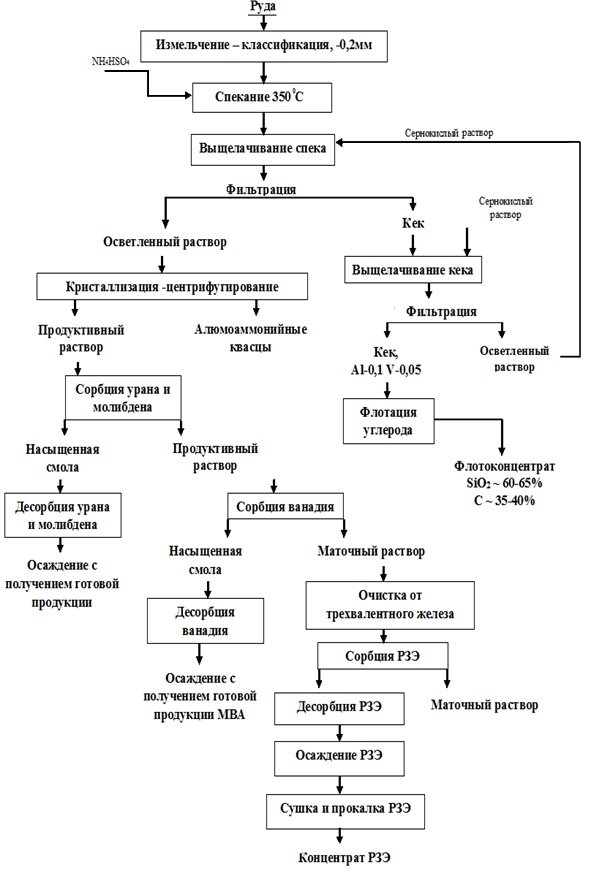 Руда
Измельчение – классификация, -0,2мм
NH₄HSO₄
Спекание 350⁰С
Сернокислый раствор
Выщелачивание спека
Фильтрация
Сернокислый
раствор
Кек
Осветленный раствор
Выщелачивание кека
Кристаллизация -центрифугирование
Фильтрация
Продуктивный
раствор
Алюмоаммонийные
квасцы
Кек,
Al-0,1 V-0,05
Осветленный
раствор
Сорбция урана и
молибдена
Флотация
углерода
Насыщенная
смола
Продуктивный
раствор
Флотоконцентрат
SiO₂ ~ 60-65%
C ~ 35-40%
Десорбция урана
и молибдена
Сорбция ванадия
Осаждение с
получением готовой
продукции
Насыщенная
смола
Маточный раствор
Очистка от
трехвалентного железа
Десорбция
ванадия
Сорбция РЗЭ
Осаждение с
получением готовой
продукции МВА
Десорбция РЗЭ
Маточный раствор
Осаждение РЗЭ
Сушка и прокалка РЗЭ
Концентрат РЗЭ